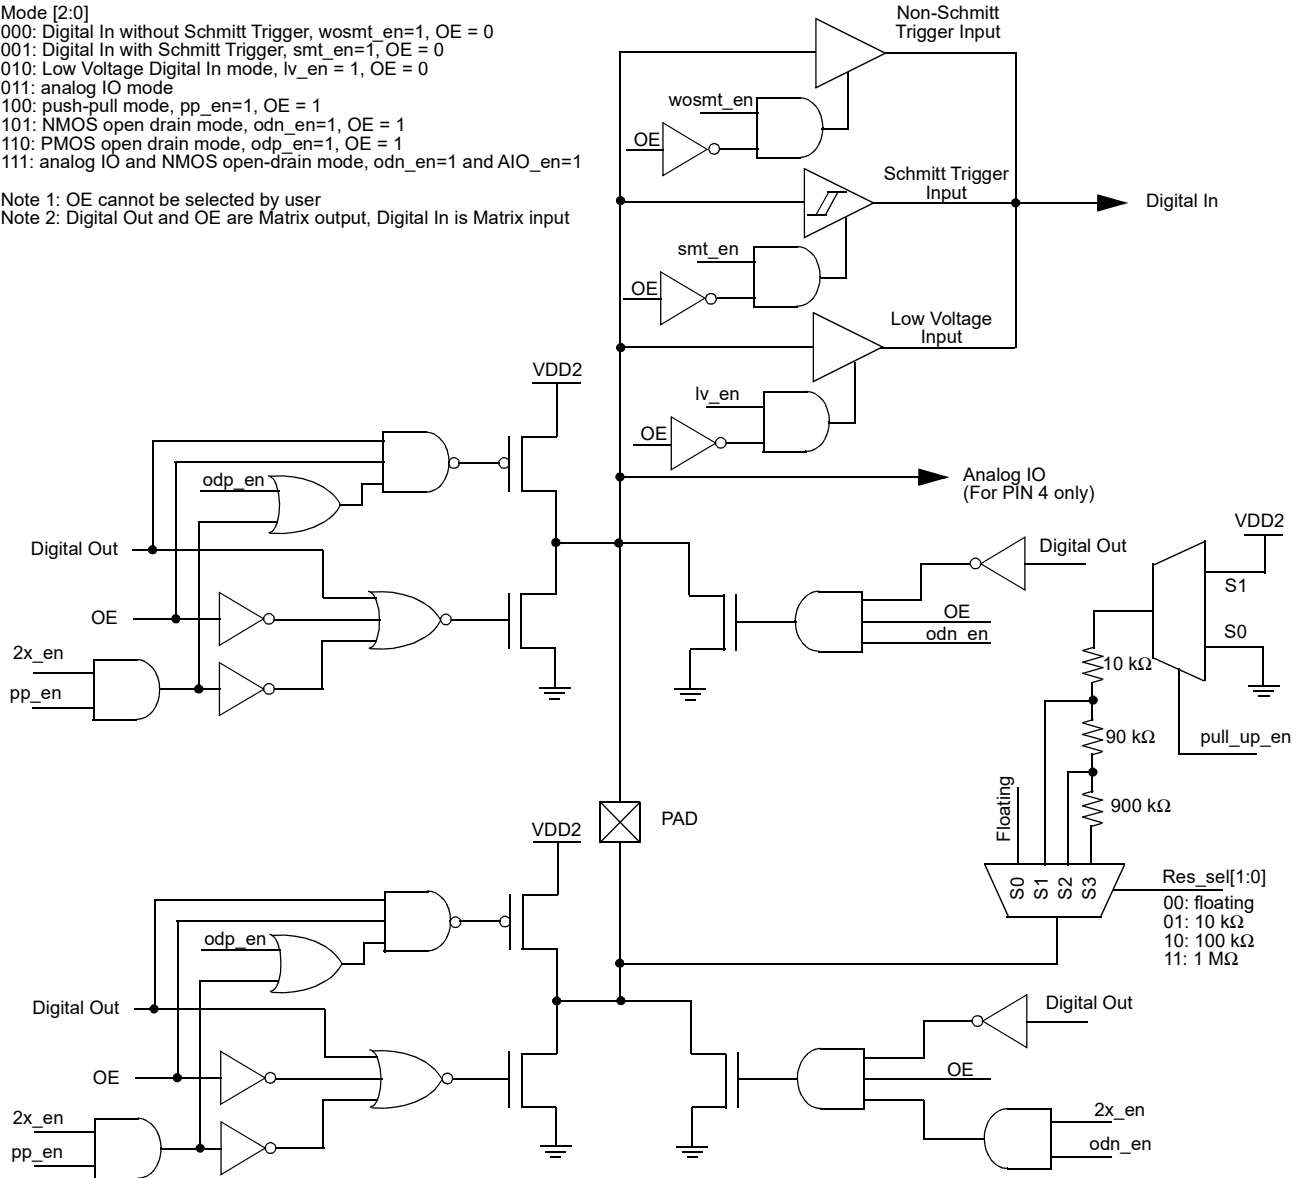 Mode [2:0]
000: Digital In without Schmitt Trigger, wosmt_en=1, OE = 0
001: Digital In with Schmitt Trigger, smt_en=1, OE = 0
010: Low Voltage Digital In mode, lv_en = 1, OE = 0
011: analog IO mode
100: push-pull mode, pp_en=1, OE = 1
101: NMOS open drain mode, odn_en=1, OE = 1
110: PMOS open drain mode, odp_en=1, OE = 1
111: analog IO and NMOS open-drain mode, odn_en=1 and AIO_en=1
Note 1: OE cannot be selected by user
Note 2: Digital Out and OE are Matrix output, Digital In is Matrix input
Non-Schmitt
Trigger Input
wosmt_en
OE
Schmitt Trigger
Input
Digital In
smt_en
OE
Low Voltage
Input
lv_en
OE
VDD2
odp_en
Digital Out
OE
2x_en
pp_en
Analog IO
(For PIN 4 only)
Digital Out
OE
odn_en
VDD2
S1
S0
10 kΩ
90 kΩ
pull_up_en
900 kΩ
Floating
S0
S1
S2
S3
Res_sel[1:0]
00: floating
01: 10 kΩ
10: 100 kΩ
11: 1 MΩ
PAD
VDD2
odp_en
Digital Out
OE
2x_en
pp_en
Digital Out
OE
2x_en
odn_en